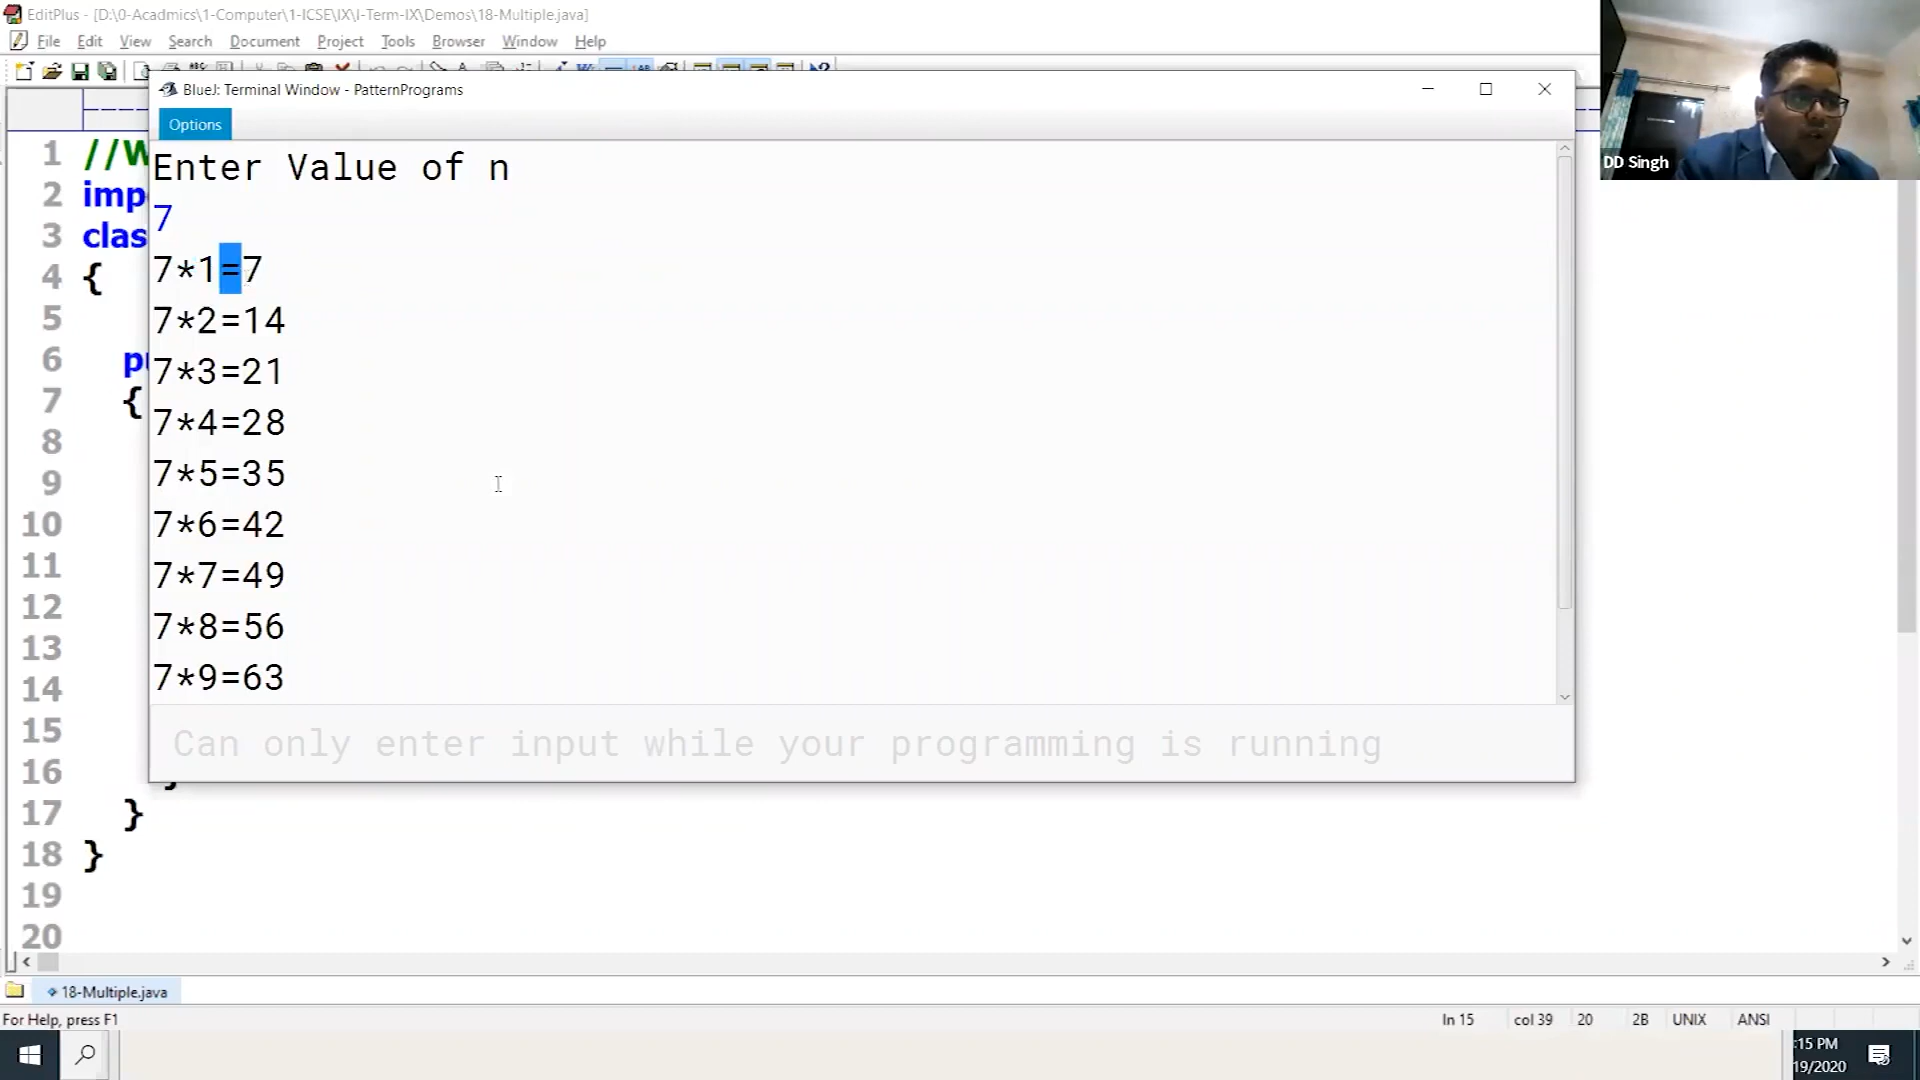 EditPlus - [D:\0-Acadmics\1-Computer\1-ICSE\IX\I-Term-IX\Demos\18-Multiple.java]
File Edit View Search Document Project Tools Browser Window Help
BlueJ: Terminal Window - PatternPrograms
Options
DD Singh
Enter Value of n
7
7*1=7
7*2=14
7*3=21
7*4=28
7*5=35
7*6=42
7*7=49
7*8=56
7*9=63
Can only enter input while your programming is running
1 //W
2 imp
3 clas
4 {
5
6 p
7 {
8
9
10
11
12
13
14
15
16 }
17 }
18 }
19
20
18-Multiple.java
For Help, press F1
ln 15 col 39 20 2B UNIX ANSI
:15 PM
19/2020